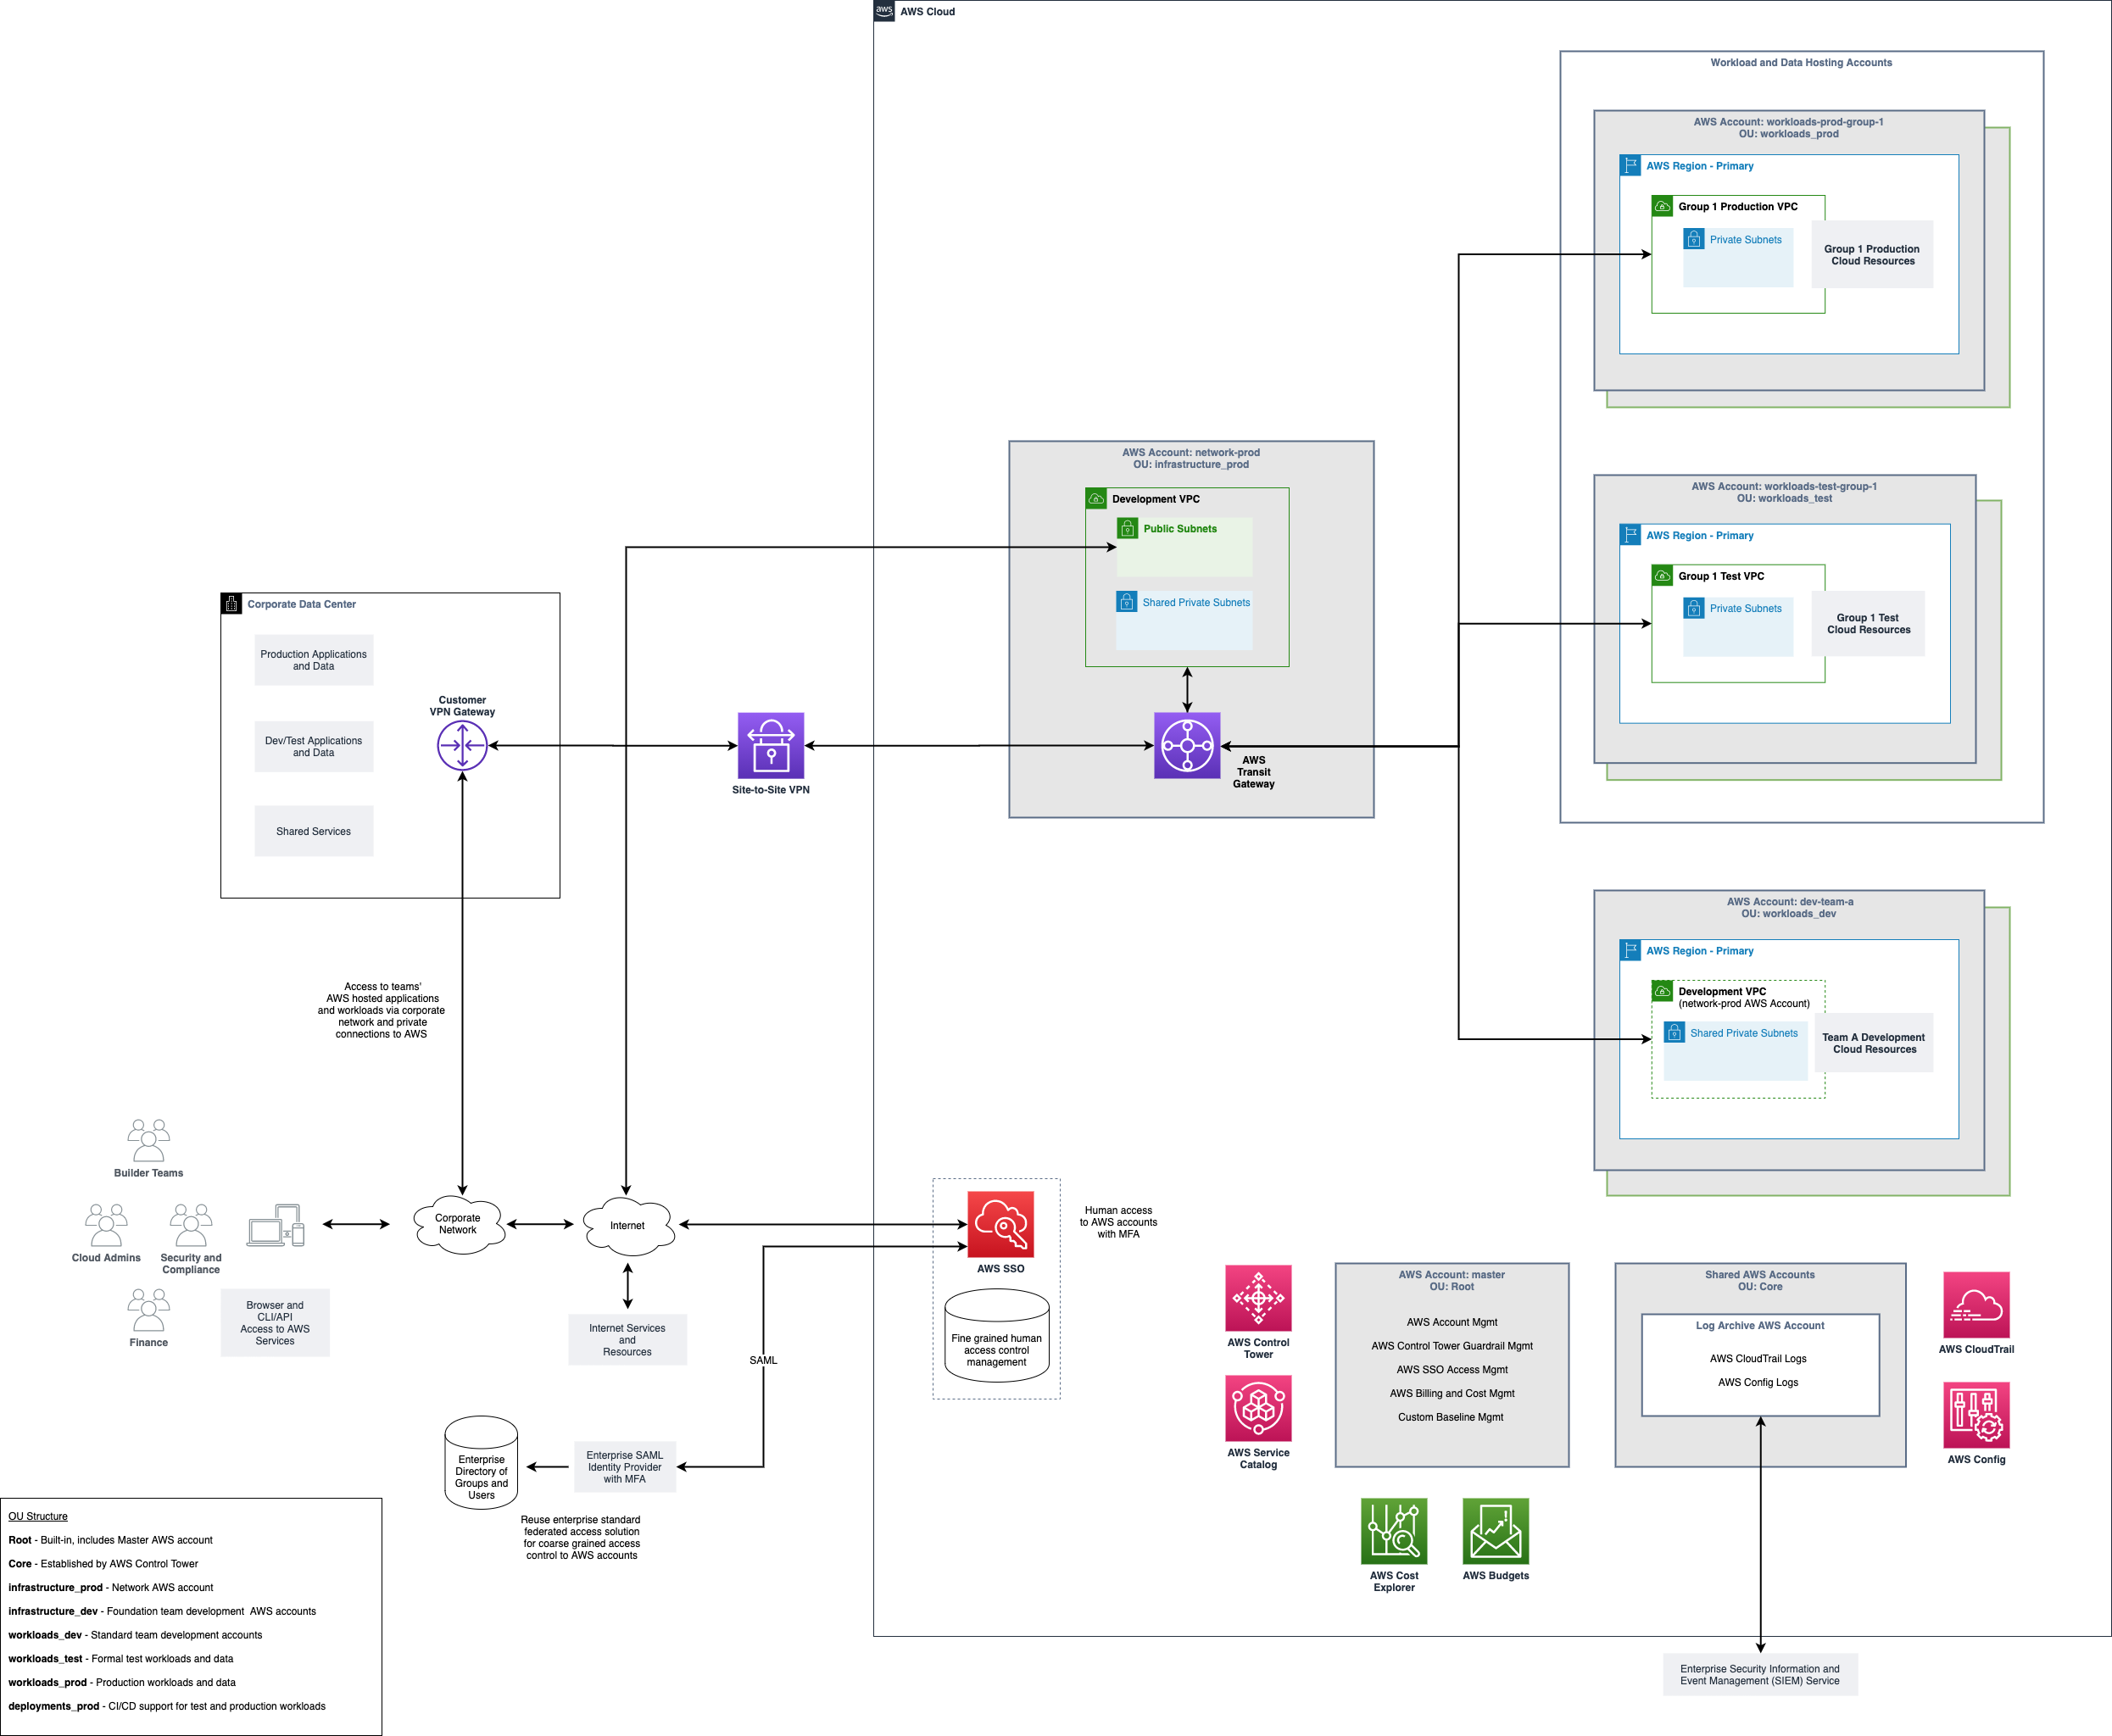 aws
AWS Cloud
Workload and Data Hosting Accounts
AWS Account: workloads-prod-group-1
OU: workloads_prod
AWS Region - Primary
Group 1 Production VPC
Private Subnets
Group 1 Production
Cloud Resources
AWS Account: workloads-test-group-1
OU: workloads_test
AWS Region - Primary
Group 1 Test VPC
Private Subnets
Group 1 Test
Cloud Resources
AWS Account: dev-team-a
OU: workloads_dev
AWS Region - Primary
Development VPC
(network-prod AWS Account)
Shared Private Subnets
Team A Development
Cloud Resources
AWS Account: network-prod
OU: infrastructure_prod
Development VPC
Public Subnets
Shared Private Subnets
AWS
Transit
Gateway
Site-to-Site VPN
Corporate Data Center
Production Applications
and Data
Dev/Test Applications
and Data
Shared Services
Customer
VPN Gateway
Access to teams'
AWS hosted applications
and workloads via corporate
network and private
connections to AWS
Builder Teams
Cloud Admins
Security and
Compliance
Finance
Browser and
CLI/API
Access to AWS
Services
Corporate
Network
Internet
Internet Services
and
Resources
SAML
AWS SSO
Human access
to AWS accounts
with MFA
Fine grained human
access control
management
Enterprise
Directory of
Groups and
Users
Enterprise SAML
Identity Provider
with MFA
Reuse enterprise standard
federated access solution
for coarse grained access
control to AWS accounts
AWS Control
Tower
AWS Service
Catalog
AWS Account: master
OU: Root
AWS Account Mgmt
AWS Control Tower Guardrail Mgmt
AWS SSO Access Mgmt
AWS Billing and Cost Mgmt
Custom Baseline Mgmt
AWS Cost
Explorer
AWS Budgets
Shared AWS Accounts
OU: Core
Log Archive AWS Account
AWS CloudTrail Logs
AWS Config Logs
AWS CloudTrail
AWS Config
Enterprise Security Information and
Event Management (SIEM) Service
OU Structure
Root - Built-in, includes Master AWS account
Core - Established by AWS Control Tower
infrastructure_prod - Network AWS account
infrastructure_dev - Foundation team development AWS accounts
workloads_dev - Standard team development accounts
workloads_test - Formal test workloads and data
workloads_prod - Production workloads and data
deployments_prod - CI/CD support for test and production workloads